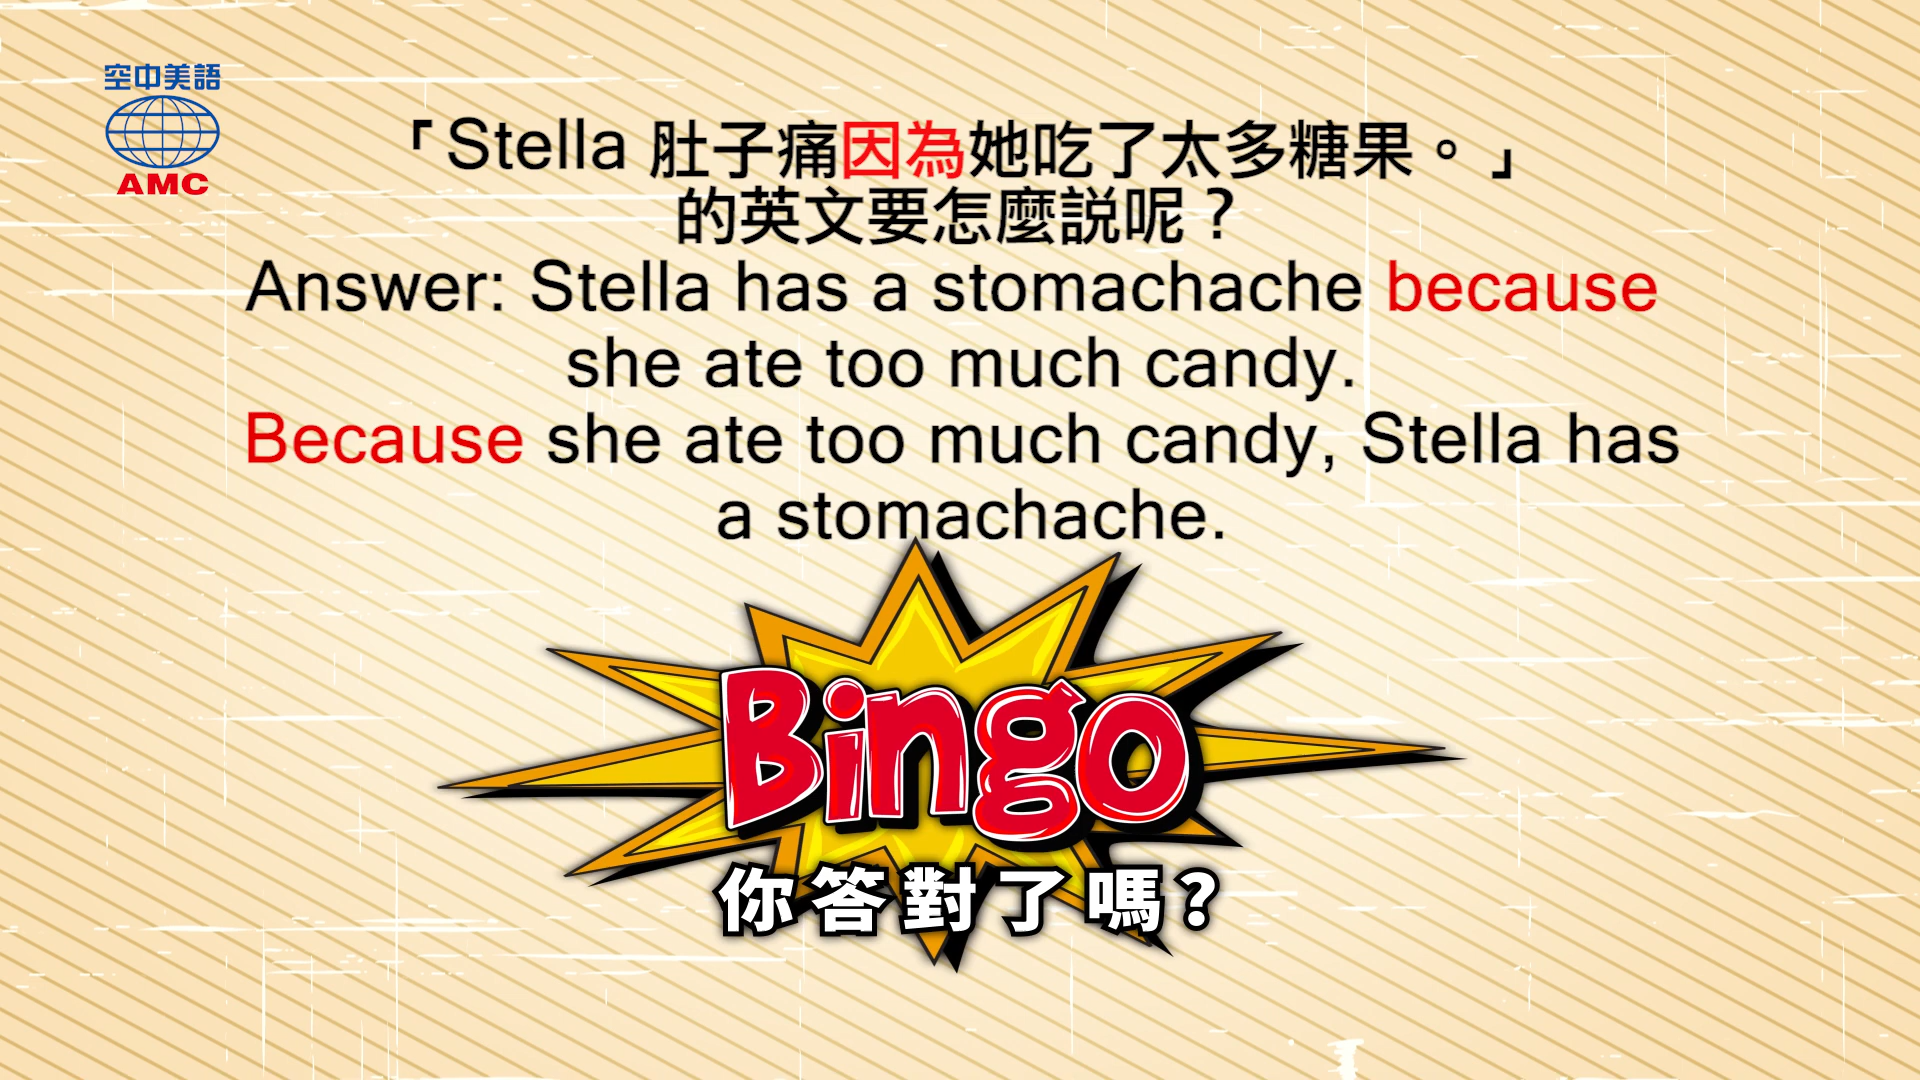 空中美語
AMC
「Stella 肚子痛因為她吃了太多糖果。」
的英文要怎麼説呢？
Answer: Stella has a stomachache because
she ate too much candy.
Because she ate too much candy, Stella has
a stomachache.
Bingo
你答對了嗎?